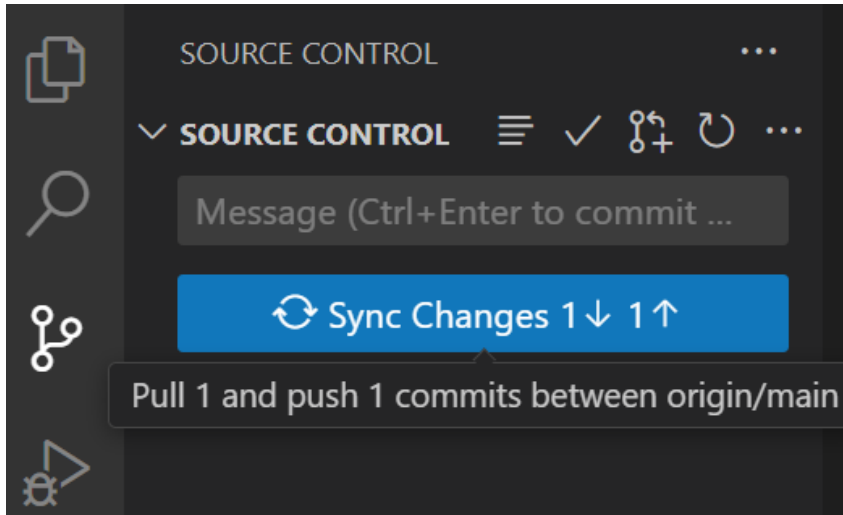 SOURCE CONTROL ...
SOURCE CONTROL ...
Message (Ctrl+Enter to commit ...
Sync Changes 1↓ 1↑
Pull 1 and push 1 commits between origin/main